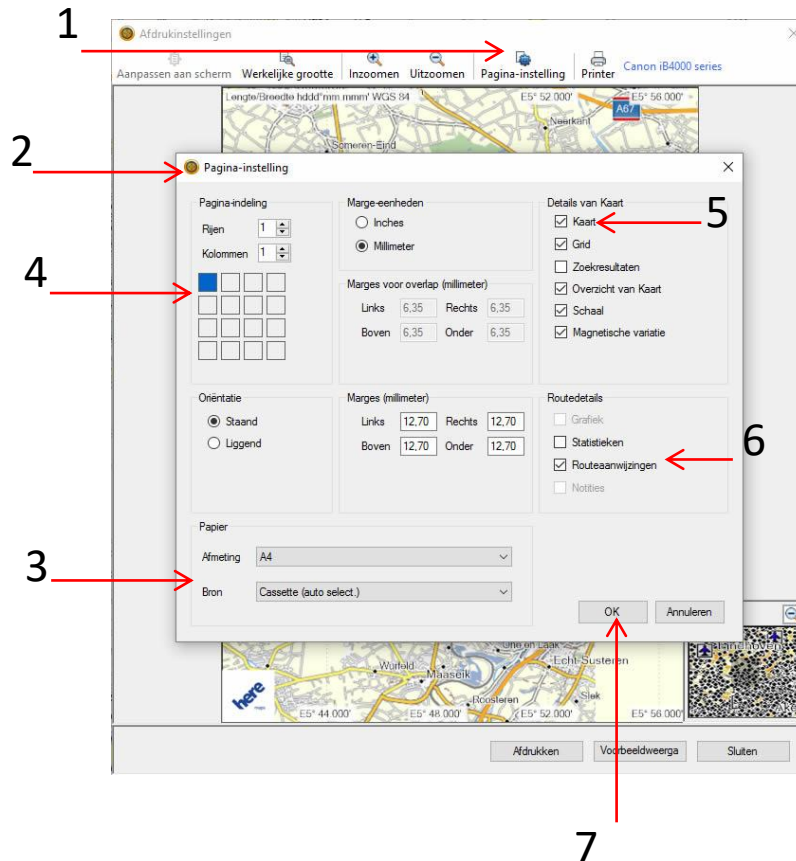 1
Afdrukinstellingen
Aanpassen aan scherm Werkelijke grootte Inzoomen Uitzoomen Pagina-instelling Printer Canon iB4000 series
Lengte/Breedte hddd°mm.mmm' WGS 84 E5° 52.000' E5° 56.000'
A67
Neerkant
Someren-Eind
2
Pagina-instelling
Pagina-indeling Marge-eenheden Details van Kaart
Rijen 1 Inches Kaart 5
Kolommen 1 Millimeter Grid
Zoekresultaten
4 Marges voor overlap (millimeter) Overzicht van Kaart
Links 6,35 Rechts 6,35 Schaal
Boven 6,35 Onder 6,35 Magnetische variatie
Oriëntatie Marges (millimeter) Routedetails
Staand Links 12,70 Rechts 12,70 Grafiek
Liggend Boven 12,70 Onder 12,70 Statistieken 6
Routeaanwijzingen
Notities
Papier
3 Afmeting A4
Bron Cassette (auto select.)
OK Annuleren
Eindhoven
Ohe en Laak
Wurfeld Echt-Susteren
Maaseik
here
Roosteren Slek
E5° 44.000' E5° 48.000' E5° 52.000' E5° 56.000'
Afdrukken Voorbeeldweerga Sluiten
7